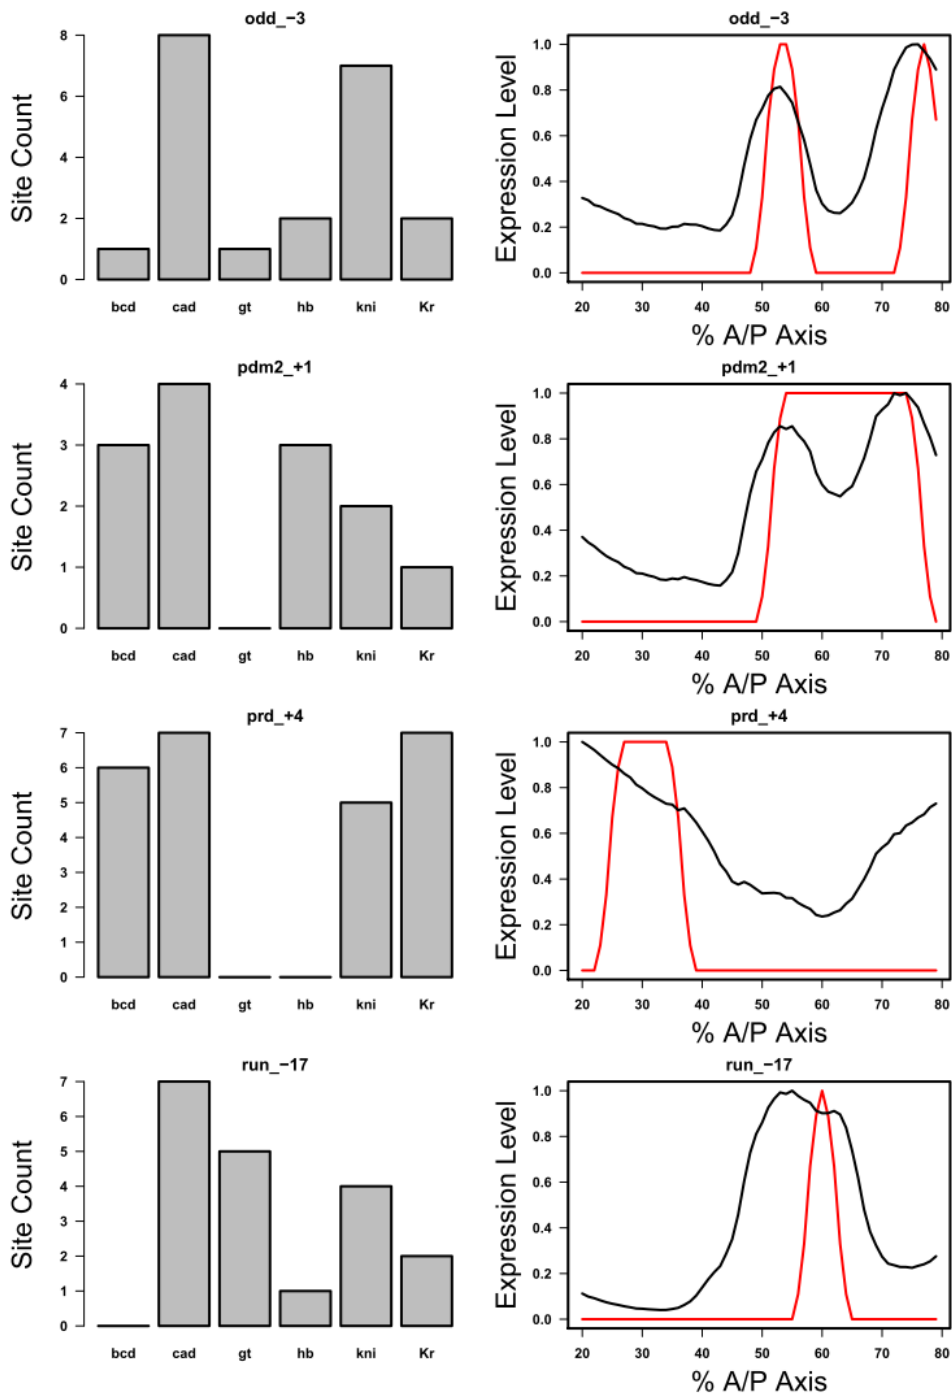 odd_−3
Site Count
8
6
4
2
0
bcd cad gt hb kni Kr
odd_−3
Expression Level
1.0
0.8
0.6
0.4
0.2
0.0
20 30 40 50 60 70 80
% A/P Axis
pdm2_+1
Site Count
4
3
2
1
0
bcd cad gt hb kni Kr
pdm2_+1
Expression Level
1.0
0.8
0.6
0.4
0.2
0.0
20 30 40 50 60 70 80
% A/P Axis
prd_+4
Site Count
7
6
5
4
3
2
1
0
bcd cad gt hb kni Kr
prd_+4
Expression Level
1.0
0.8
0.6
0.4
0.2
0.0
20 30 40 50 60 70 80
% A/P Axis
run_−17
Site Count
7
6
5
4
3
2
1
0
bcd cad gt hb kni Kr
run_−17
Expression Level
1.0
0.8
0.6
0.4
0.2
0.0
20 30 40 50 60 70 80
% A/P Axis